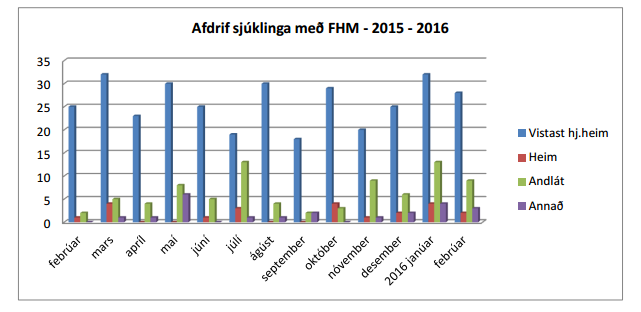 Afdrif sjúklinga með FHM - 2015 - 2016
35
30
25
20
15
10
5
0
febrúar
mars
apríl
maí
júní
júlí
ágúst
september
október
nóvember
desember
2016 janúar
febrúar
Vistast hj.heim
Heim
Andlát
Annað